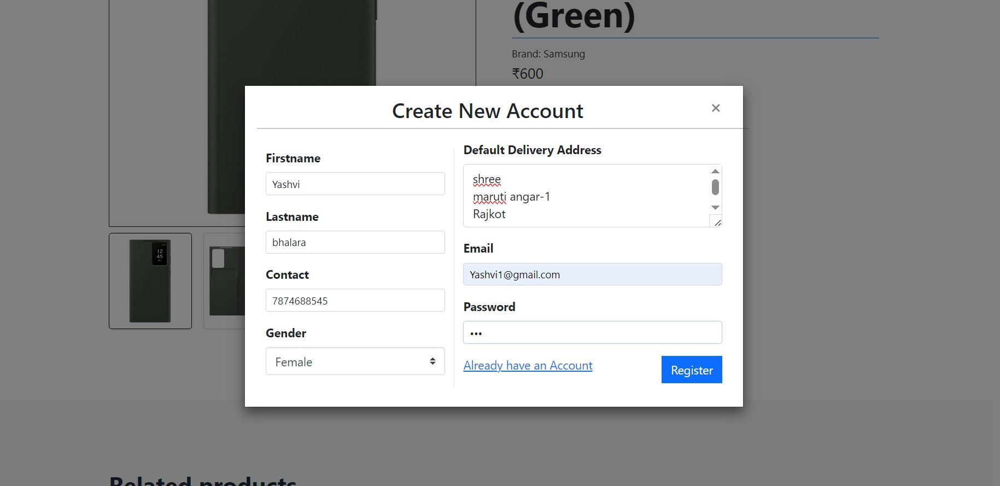 (Green)
Brand: Samsung
₹600
Create New Account
×
Firstname
Yashvi
Lastname
bhalara
Contact
7874688545
Gender
Female
Default Delivery Address
shree
maruti angar-1
Rajkot
Email
Yashvi1@gmail.com
Password
•••
Already have an Account
Register
12
45
Related products